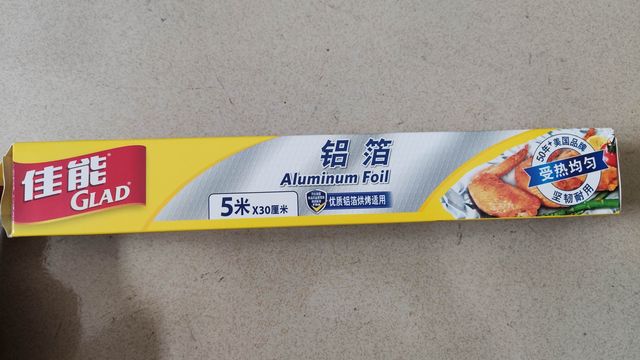 佳能
GLAD
铝箔
Aluminum Foil
5米X30厘米
优质铝箔烘烤适用
50年+美国品牌
受热均匀
坚韧耐用